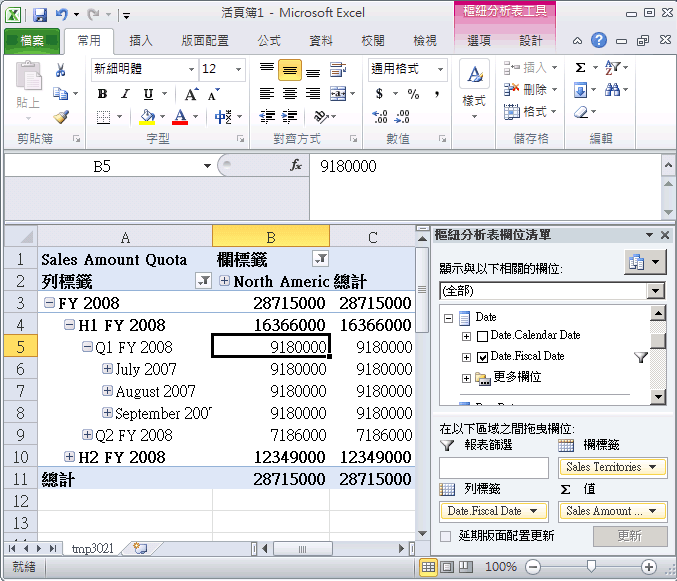 活頁簿1 - Microsoft Excel
樞紐分析表工具
檔案 常用 插入 版面配置 公式 資料 校閱 檢視 選項 設計
新細明體 12 通用格式 插入
貼上 B I U A A $ % , 樣式 刪除
中 格式
剪貼簿 字型 對齊方式 數值 儲存格 編輯
B5 fx 9180000
A B C
1 Sales Amount Quota 欄標籤
2 列標籤 North Americ 總計
3 FY 2008 28715000 28715000
4 H1 FY 2008 16366000 16366000
5 Q1 FY 2008 9180000 9180000
6 July 2007 9180000 9180000
7 August 2007 9180000 9180000
8 September 200 9180000 9180000
9 Q2 FY 2008 7186000 7186000
10 H2 FY 2008 12349000 12349000
11 總計 28715000 28715000
12
13
tmp3021
樞紐分析表欄位清單
顯示與以下相關的欄位:
(全部)
Date
Date.Calendar Date
Date.Fiscal Date
更多欄位
在以下區域之間拖曳欄位:
報表篩選 欄標籤
Sales Territories
列標籤 Σ 值
Date.Fiscal Date Sales Amount ...
延期版面配置更新 更新
就緒 100%